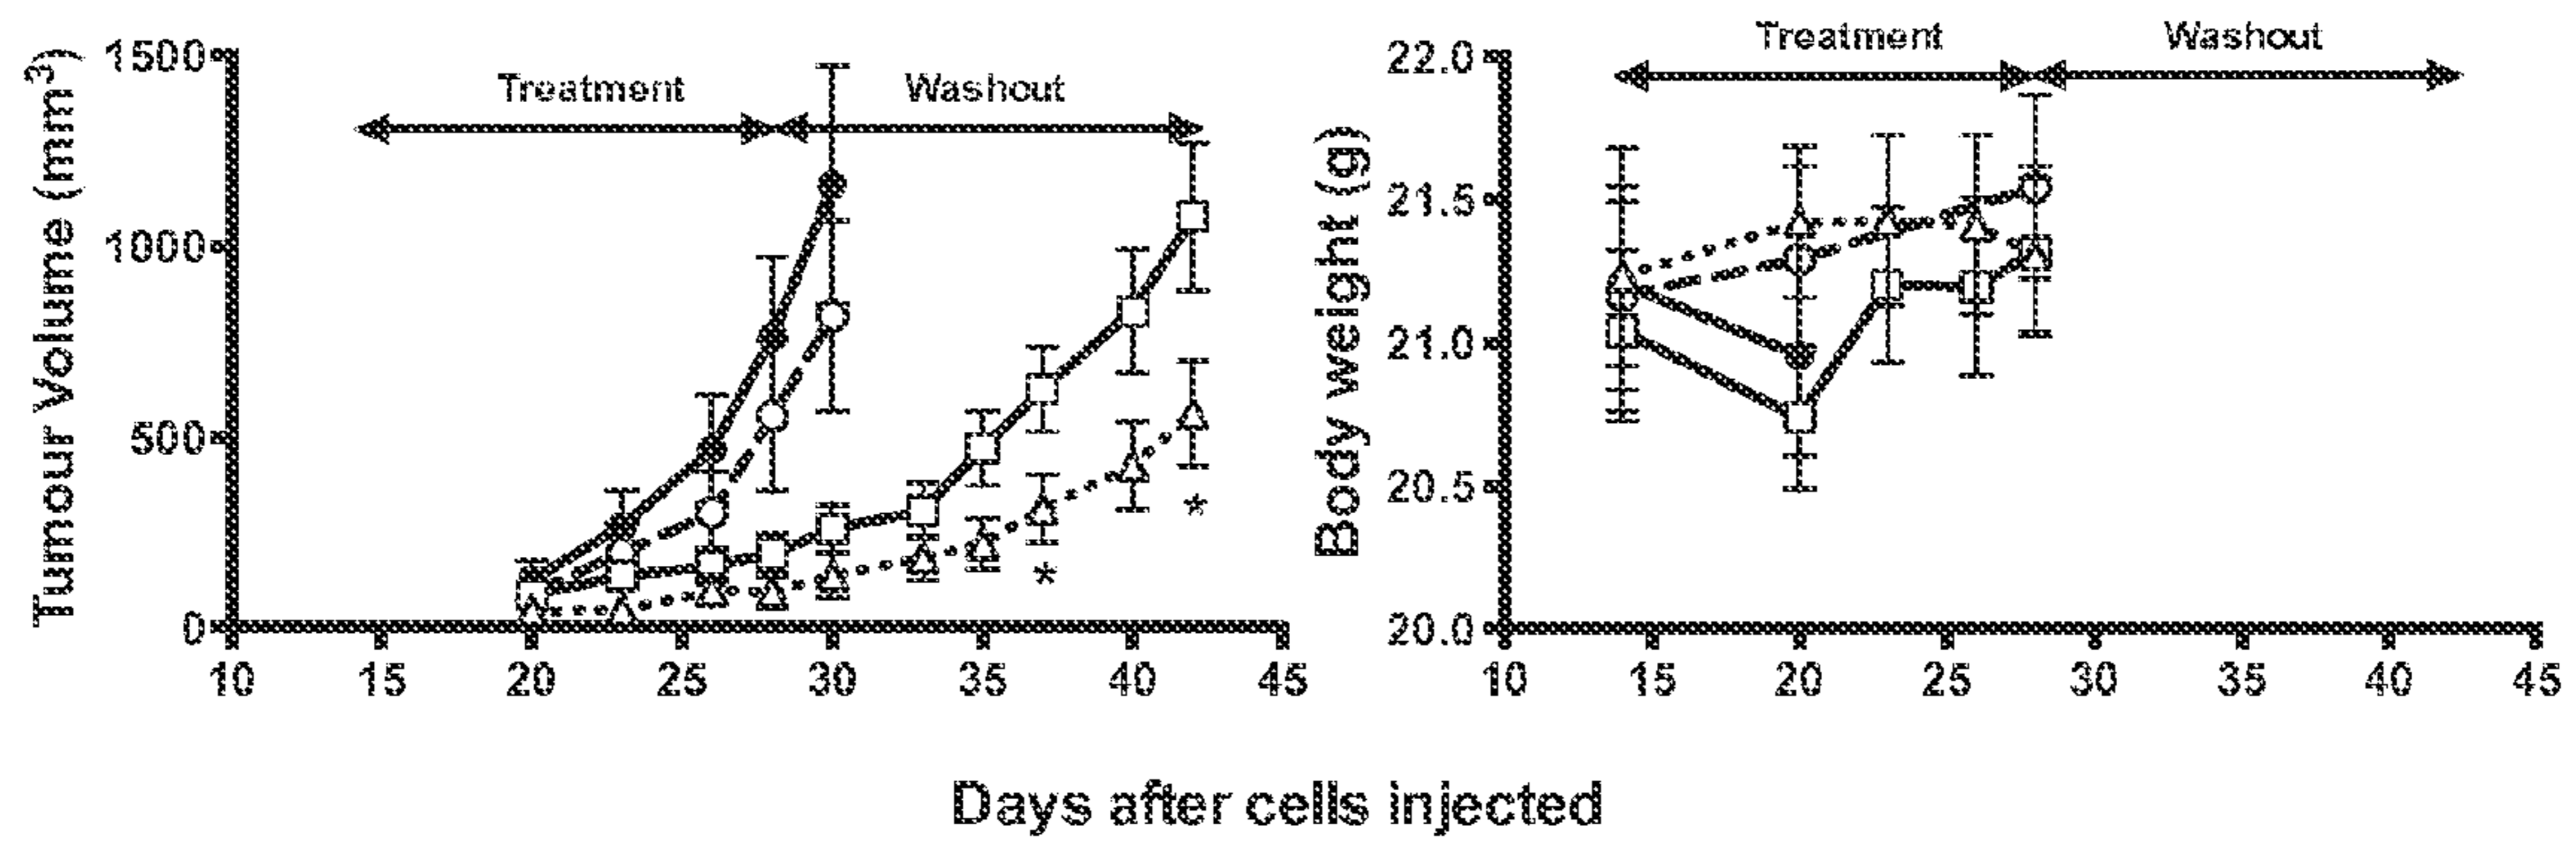 Tumour Volume (mm³)
1500
1000
500
0
Treatment
Washout
*
*
10 15 20 25 30 35 40 45
Body weight (g)
22.0
21.5
21.0
20.5
20.0
Treatment
Washout
10 15 20 25 30 35 40 45
Days after cells injected